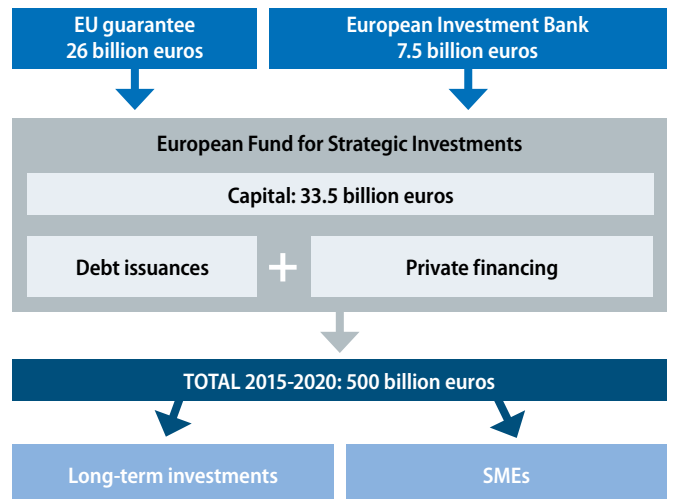 EU guarantee
26 billion euros
European Investment Bank
7.5 billion euros
European Fund for Strategic Investments
Capital: 33.5 billion euros
Debt issuances
+
Private financing
TOTAL 2015-2020: 500 billion euros
Long-term investments
SMEs